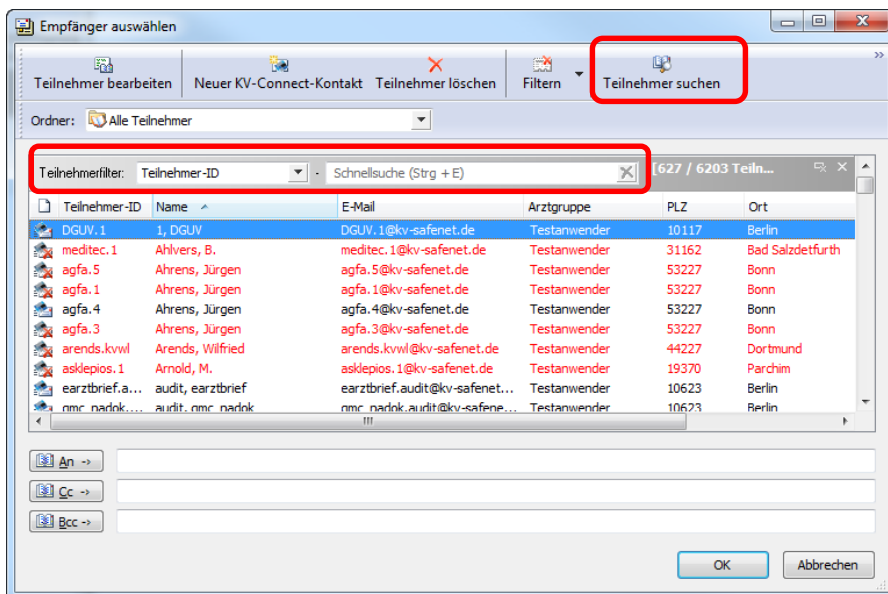 Empfänger auswählen
Teilnehmer bearbeiten Neuer KV-Connect-Kontakt Teilnehmer löschen Filtern Teilnehmer suchen
Ordner: Alle Teilnehmer
Teilnehmerfilter: Teilnehmer-ID - Schnellsuche (Strg + E) [627 / 6203 Teiln...
Teilnehmer-ID Name E-Mail Arztgruppe PLZ Ort
DGUV.1 1, DGUV DGUV.1@kv-safenet.de Testanwender 10117 Berlin
meditec.1 Ahlvers, B. meditec.1@kv-safenet.de Testanwender 31162 Bad Salzdetfurth
agfa.5 Ahrens, Jürgen agfa.5@kv-safenet.de Testanwender 53227 Bonn
agfa.1 Ahrens, Jürgen agfa.1@kv-safenet.de Testanwender 53227 Bonn
agfa.4 Ahrens, Jürgen agfa.4@kv-safenet.de Testanwender 53227 Bonn
agfa.3 Ahrens, Jürgen agfa.3@kv-safenet.de Testanwender 53227 Bonn
arends.kvwl Arends, Wilfried arends.kvwl@kv-safenet.de Testanwender 44227 Dortmund
asklepios.1 Arnold, M. asklepios.1@kv-safenet.de Testanwender 19370 Parchim
earztbrief.a... audit, earztbrief earztbrief.audit@kv-safenet... Testanwender 10623 Berlin
gmc_padok.... audit, gmc_padok gmc_padok.audit@kv-safene... Testanwender 10623 Berlin
An ->
Cc ->
Bcc ->
OK Abbrechen